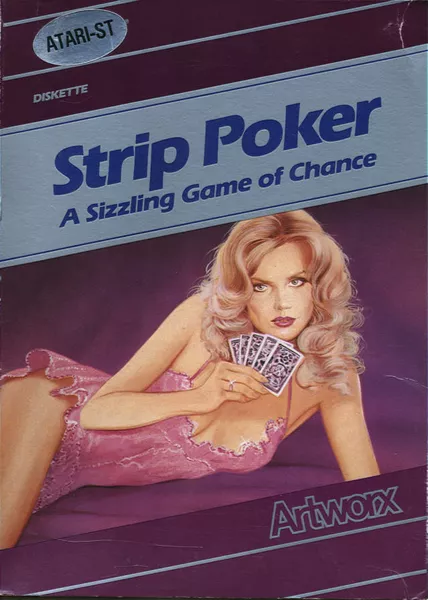 ATARI-ST
DISKETTE
Strip Poker
A Sizzling Game of Chance
Artworx